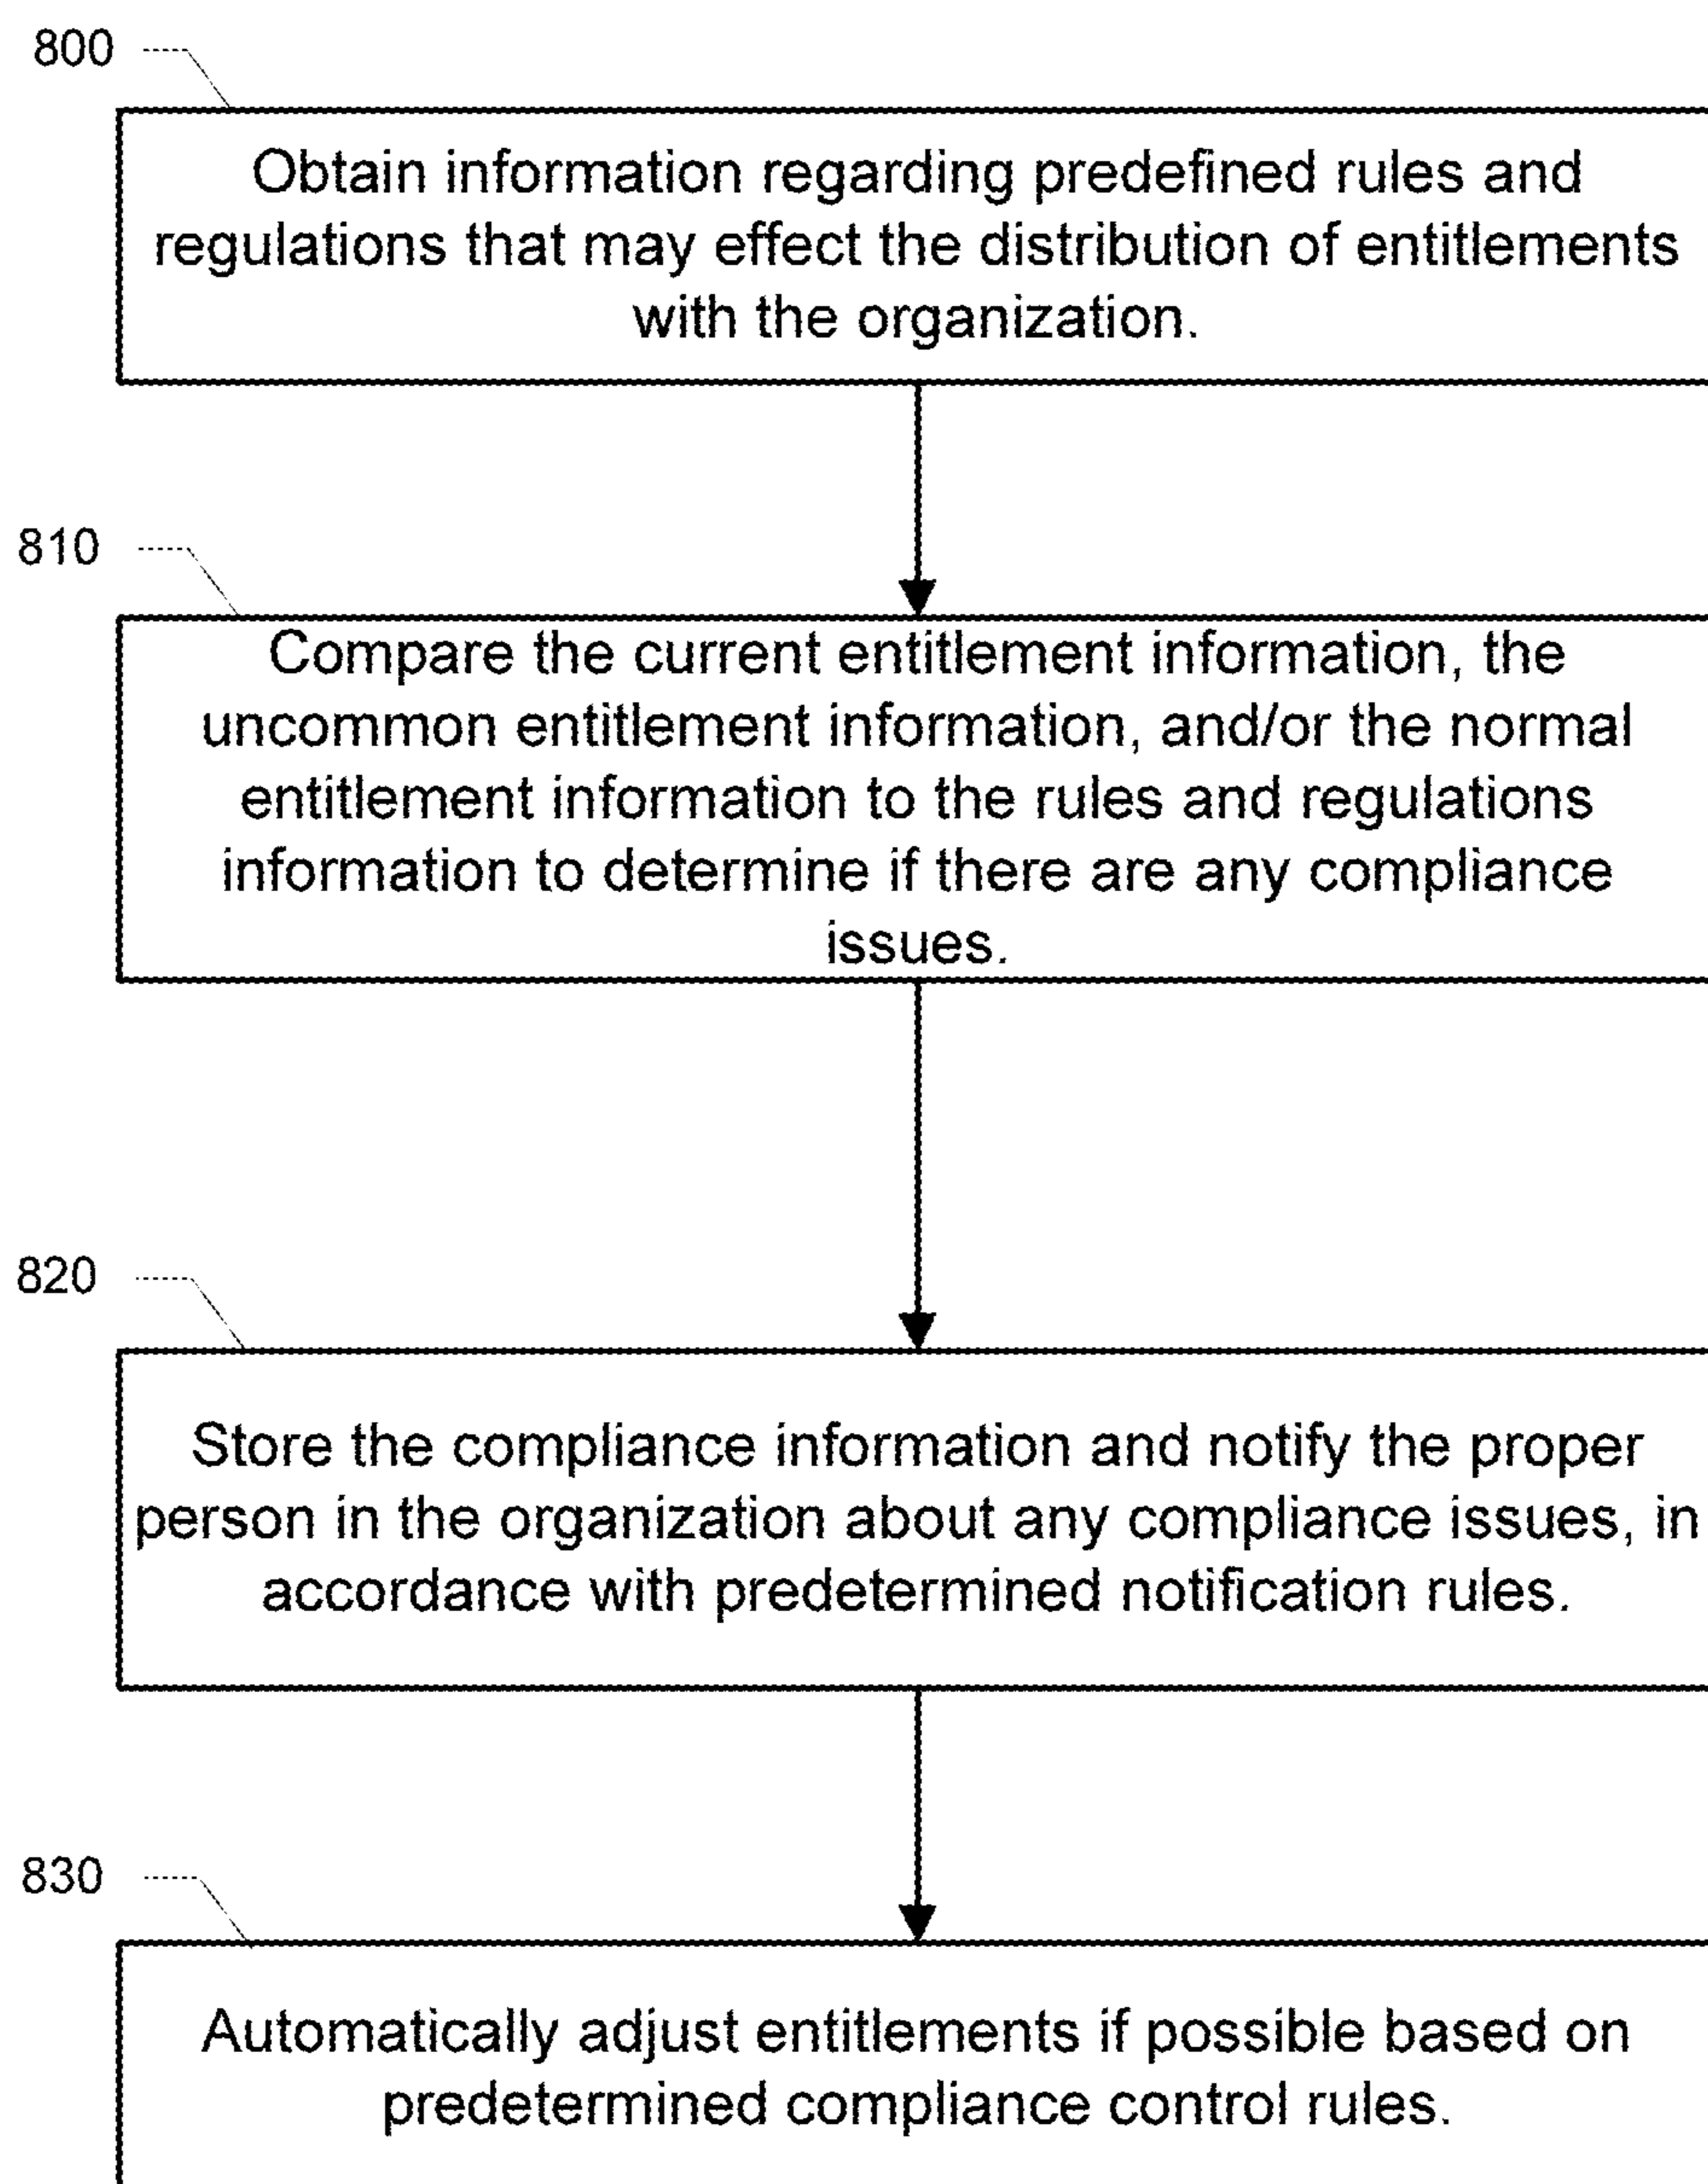 800
Obtain information regarding predefined rules and
regulations that may effect the distribution of entitlements
with the organization.
810
Compare the current entitlement information, the
uncommon entitlement information, and/or the normal
entitlement information to the rules and regulations
information to determine if there are any compliance
issues.
820
Store the compliance information and notify the proper
person in the organization about any compliance issues, in
accordance with predetermined notification rules.
830
Automatically adjust entitlements if possible based on
predetermined compliance control rules.